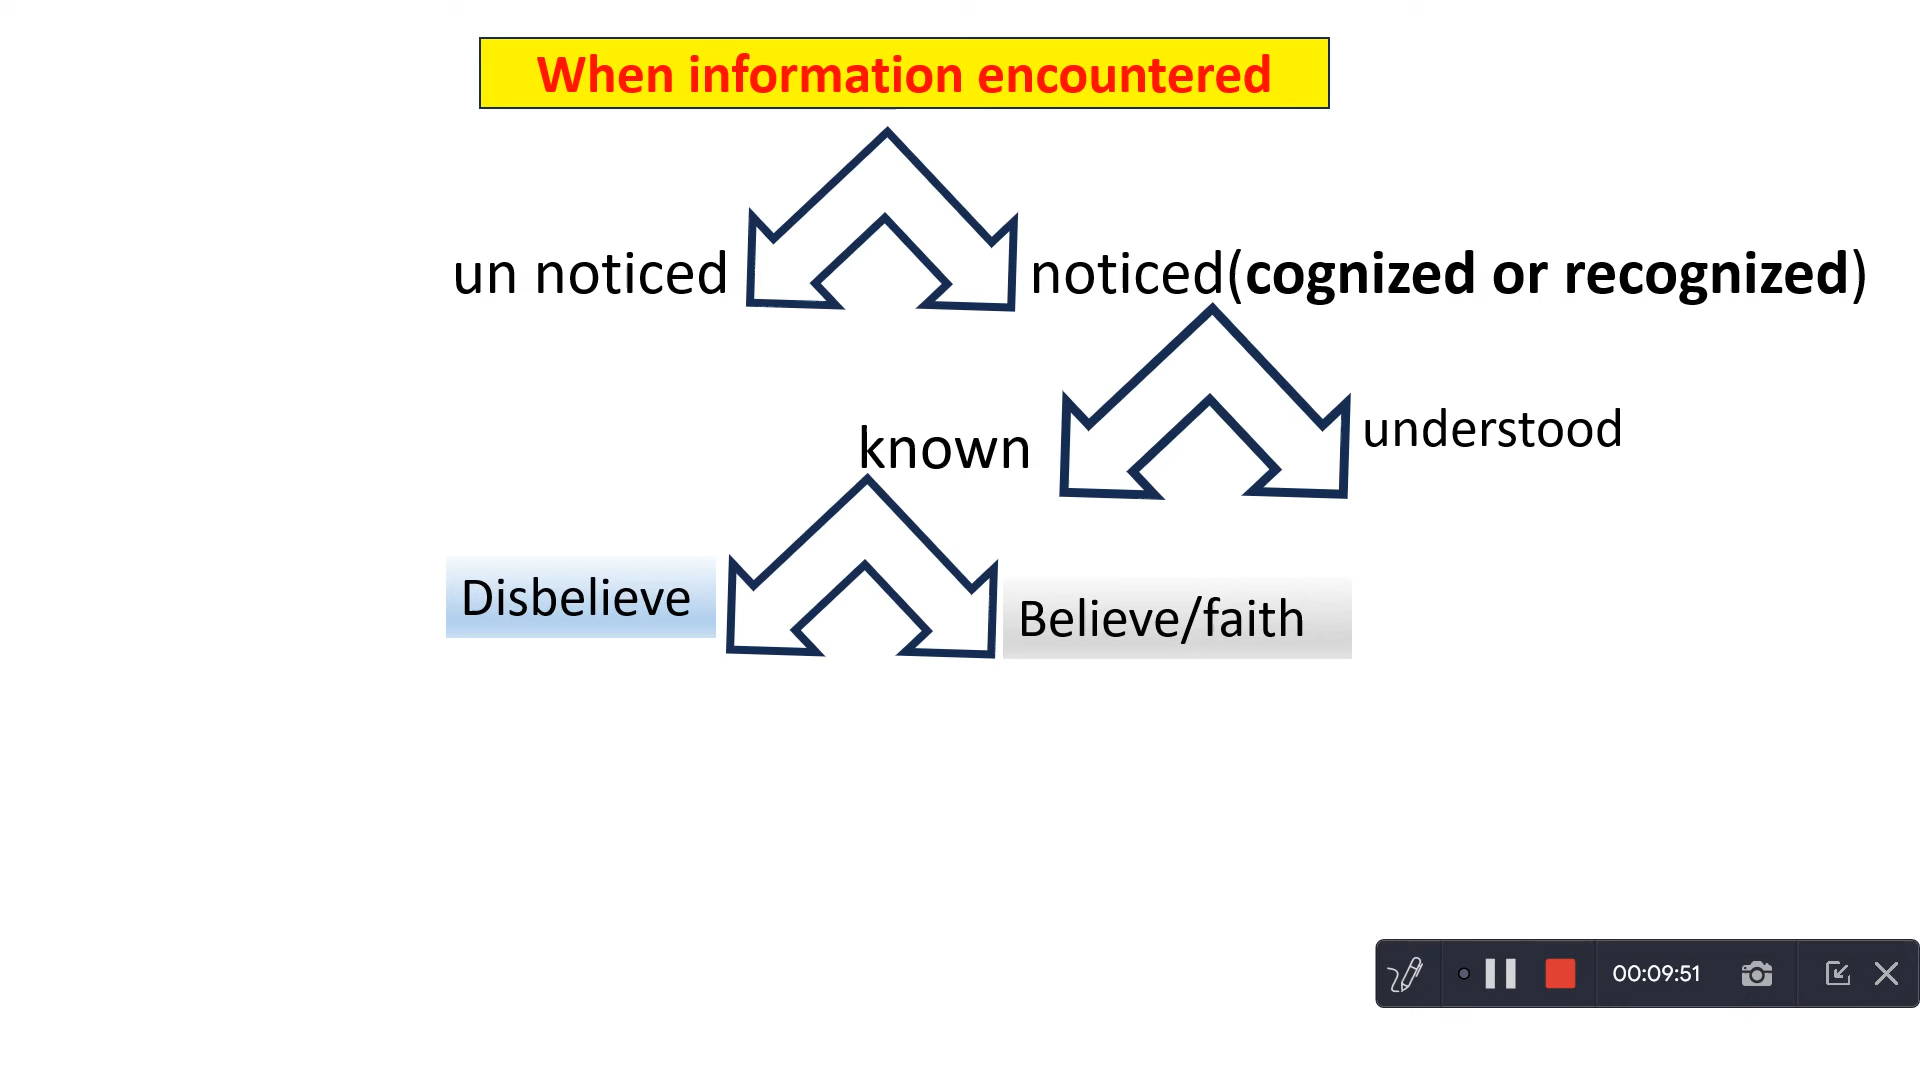 When information encountered
un noticed
noticed(cognized or recognized)
known
understood
Disbelieve
Believe/faith
00:09:51